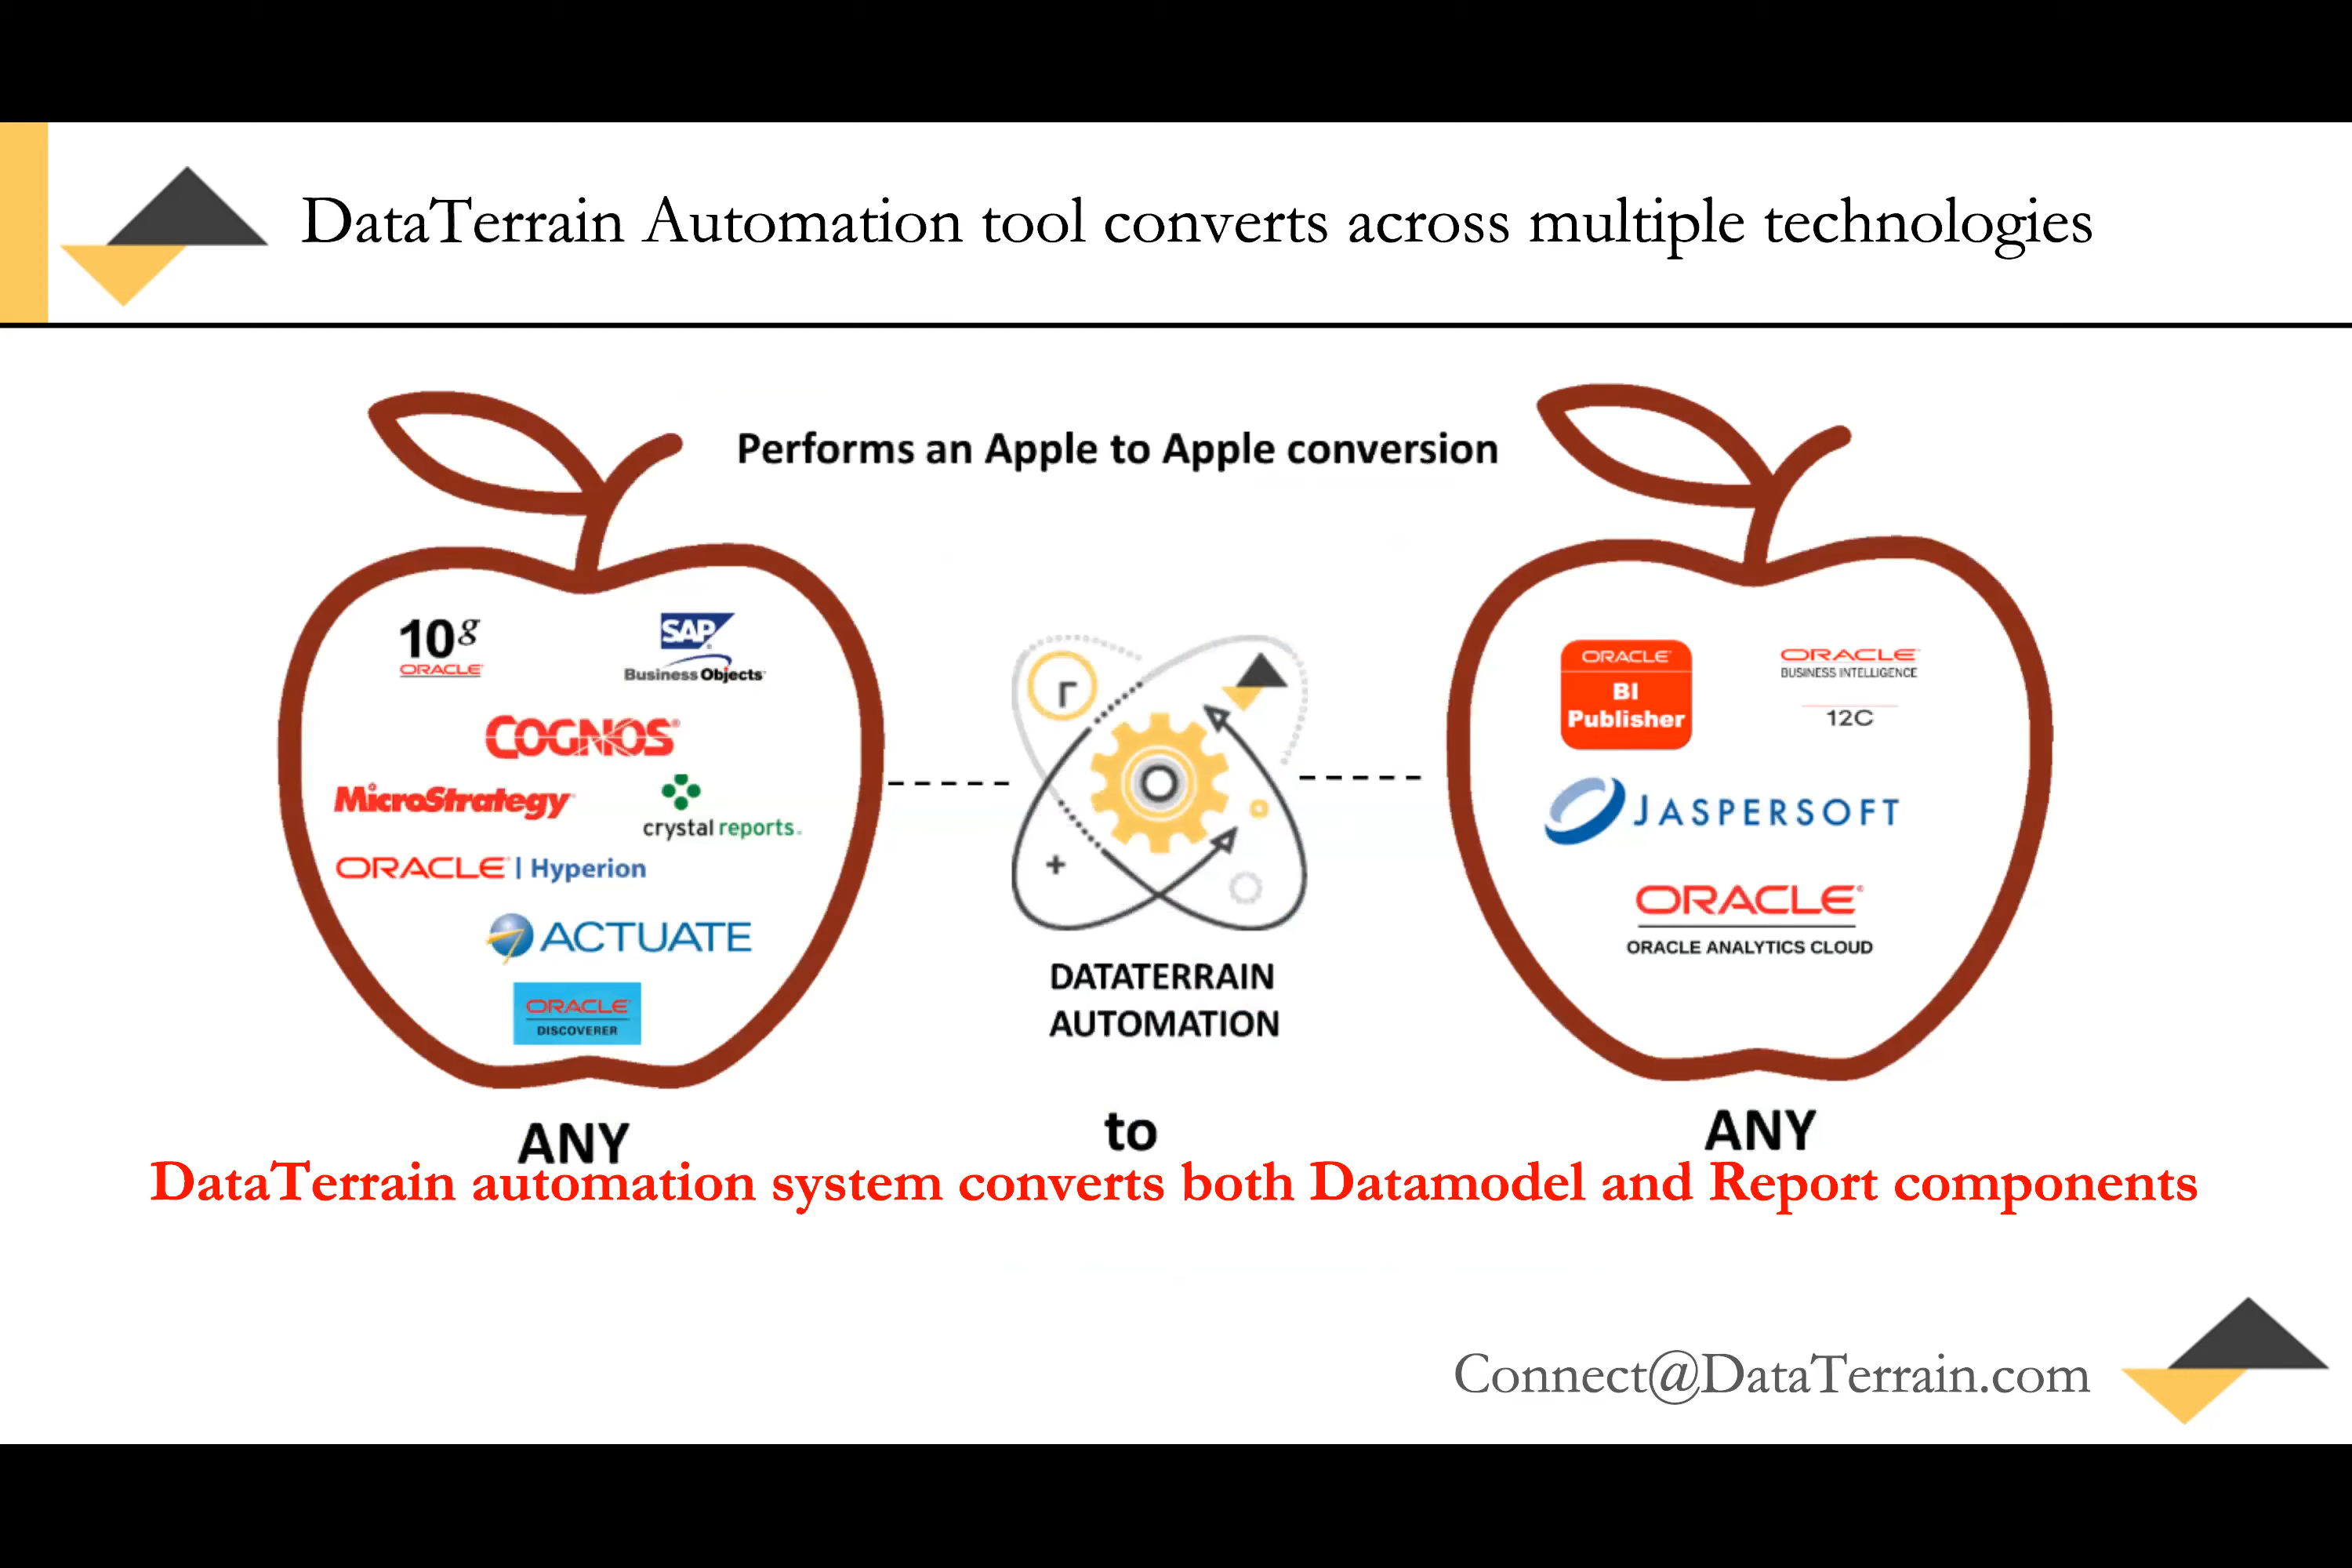 DataTerrain Automation tool converts across multiple technologies
Performs an Apple to Apple conversion
10g
ORACLE
SAP
Business Objects
COGNOS
MicroStrategy
crystal reports
ORACLE | Hyperion
ACTUATE
ORACLE
DISCOVERER
DATATERRAIN
AUTOMATION
ORACLE
BI
Publisher
ORACLE
BUSINESS INTELLIGENCE
12C
JASPERSOFT
ORACLE
ORACLE ANALYTICS CLOUD
ANY to ANY
DataTerrain automation system converts both Datamodel and Report components
Connect@DataTerrain.com